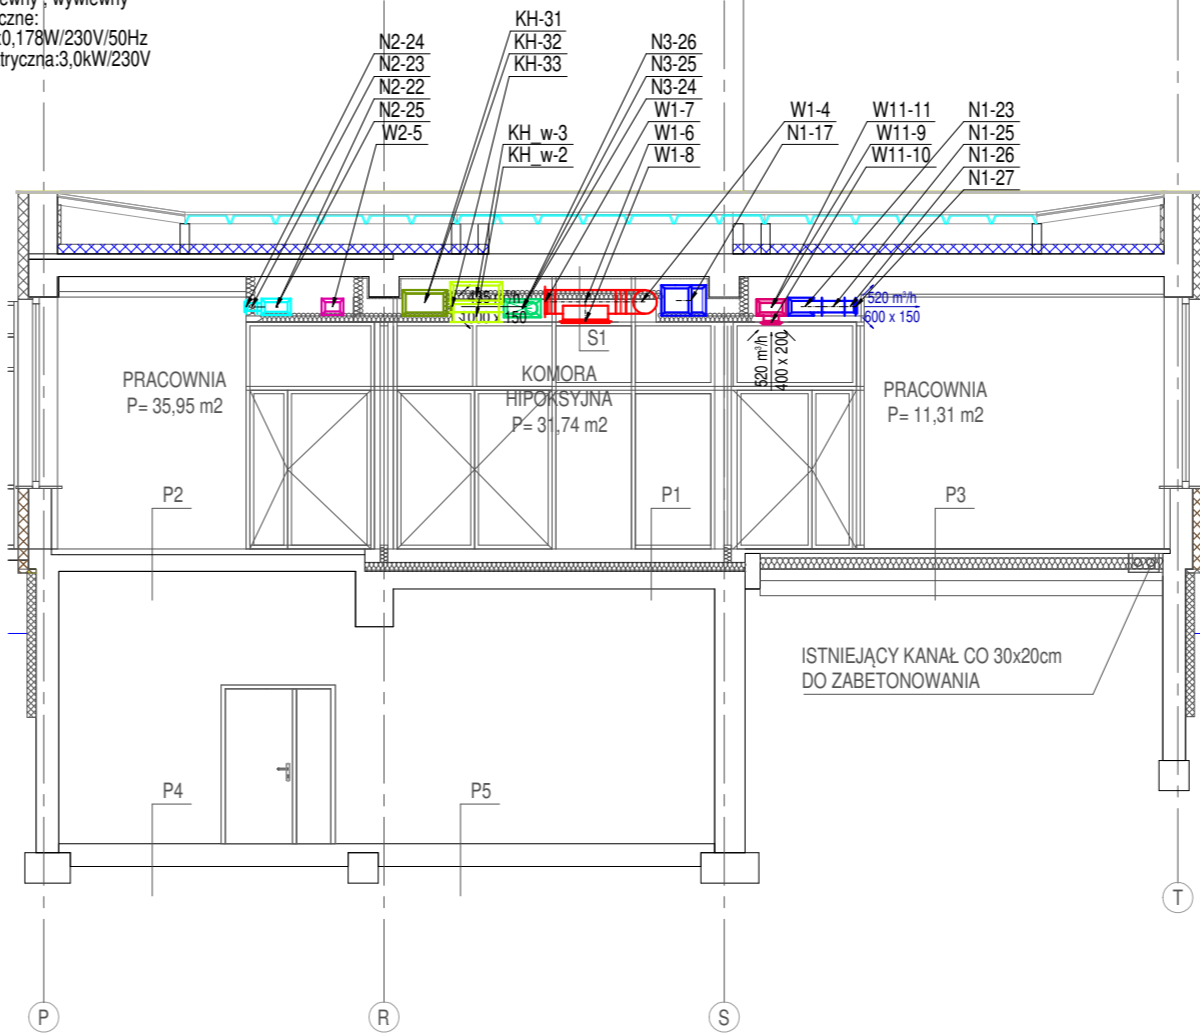 wywiewny
czne:
0,178W/230V/50Hz
tryczna:3,0kW/230V
N2-24
N2-23
N2-22
N2-25
W2-5
KH-31
KH-32
KH-33
KH_w-3
KH_w-2
N3-26
N3-25
N3-24
W1-7
W1-6
W1-8
W1-4
N1-17
W11-11
W11-9
W11-10
N1-23
N1-25
N1-26
N1-27
520 m³/h
600 x 150
1000 x 150
S1
520 m³/h
400 x 200
PRACOWNIA
P= 35,95 m2
KOMORA
HIPOKSYJNA
P= 31,74 m2
PRACOWNIA
P= 11,31 m2
P2
P1
P3
ISTNIEJĄCY KANAŁ CO 30x20cm
DO ZABETONOWANIA
P4
P5
T
P
R
S